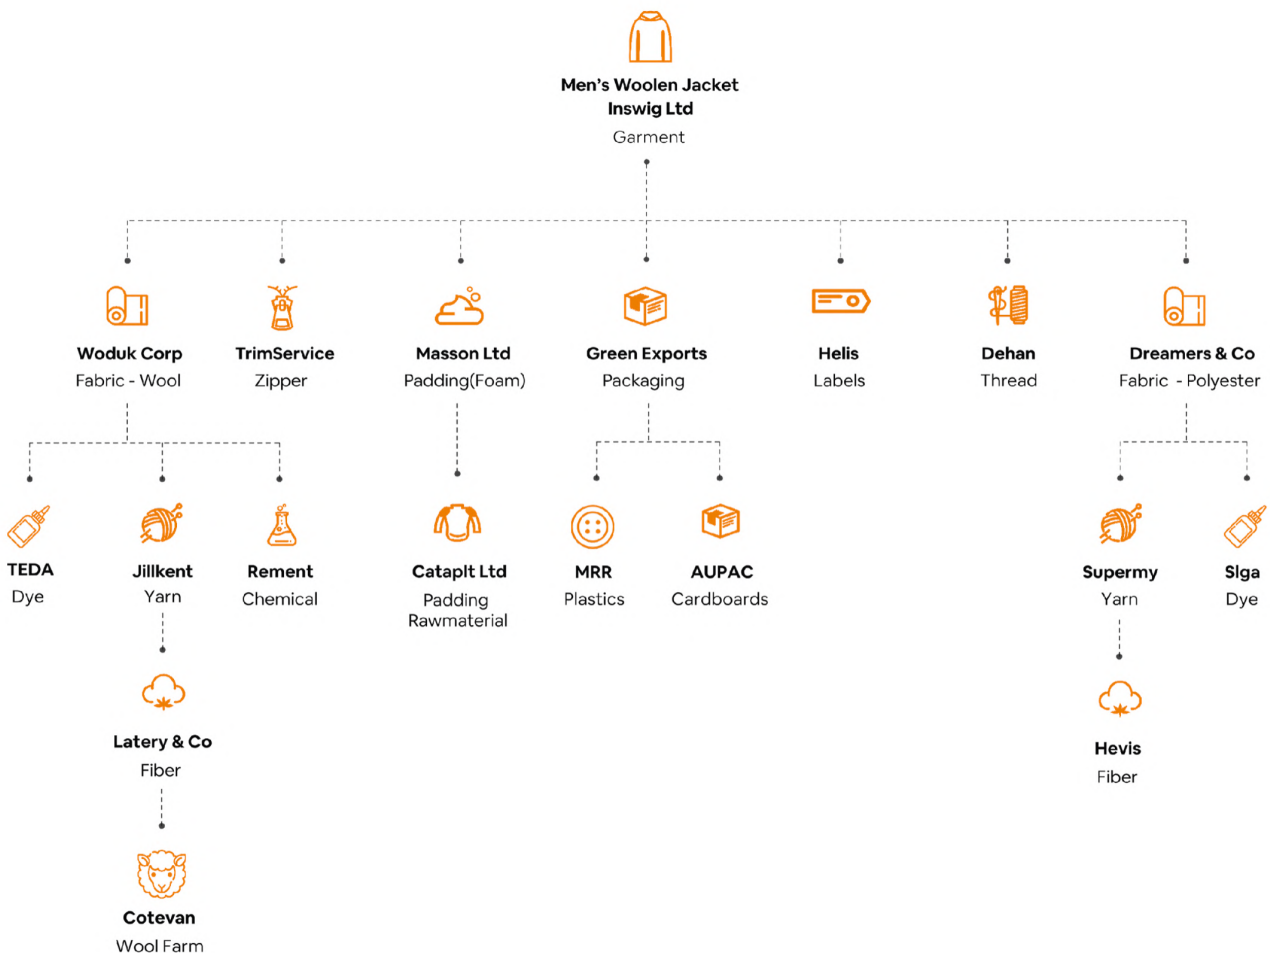 Men's Woolen Jacket
Inswig Ltd
Garment
Woduk Corp
Fabric - Wool
TrimService
Zipper
Masson Ltd
Padding(Foam)
Green Exports
Packaging
Helis
Labels
Dehan
Thread
Dreamers & Co
Fabric - Polyester
TEDA
Dye
Jillkent
Yarn
Rement
Chemical
Cataplt Ltd
Padding
Rawmaterial
MRR
Plastics
AUPAC
Cardboards
Supermy
Yarn
Slga
Dye
Latery & Co
Fiber
Hevis
Fiber
Cotevan
Wool Farm